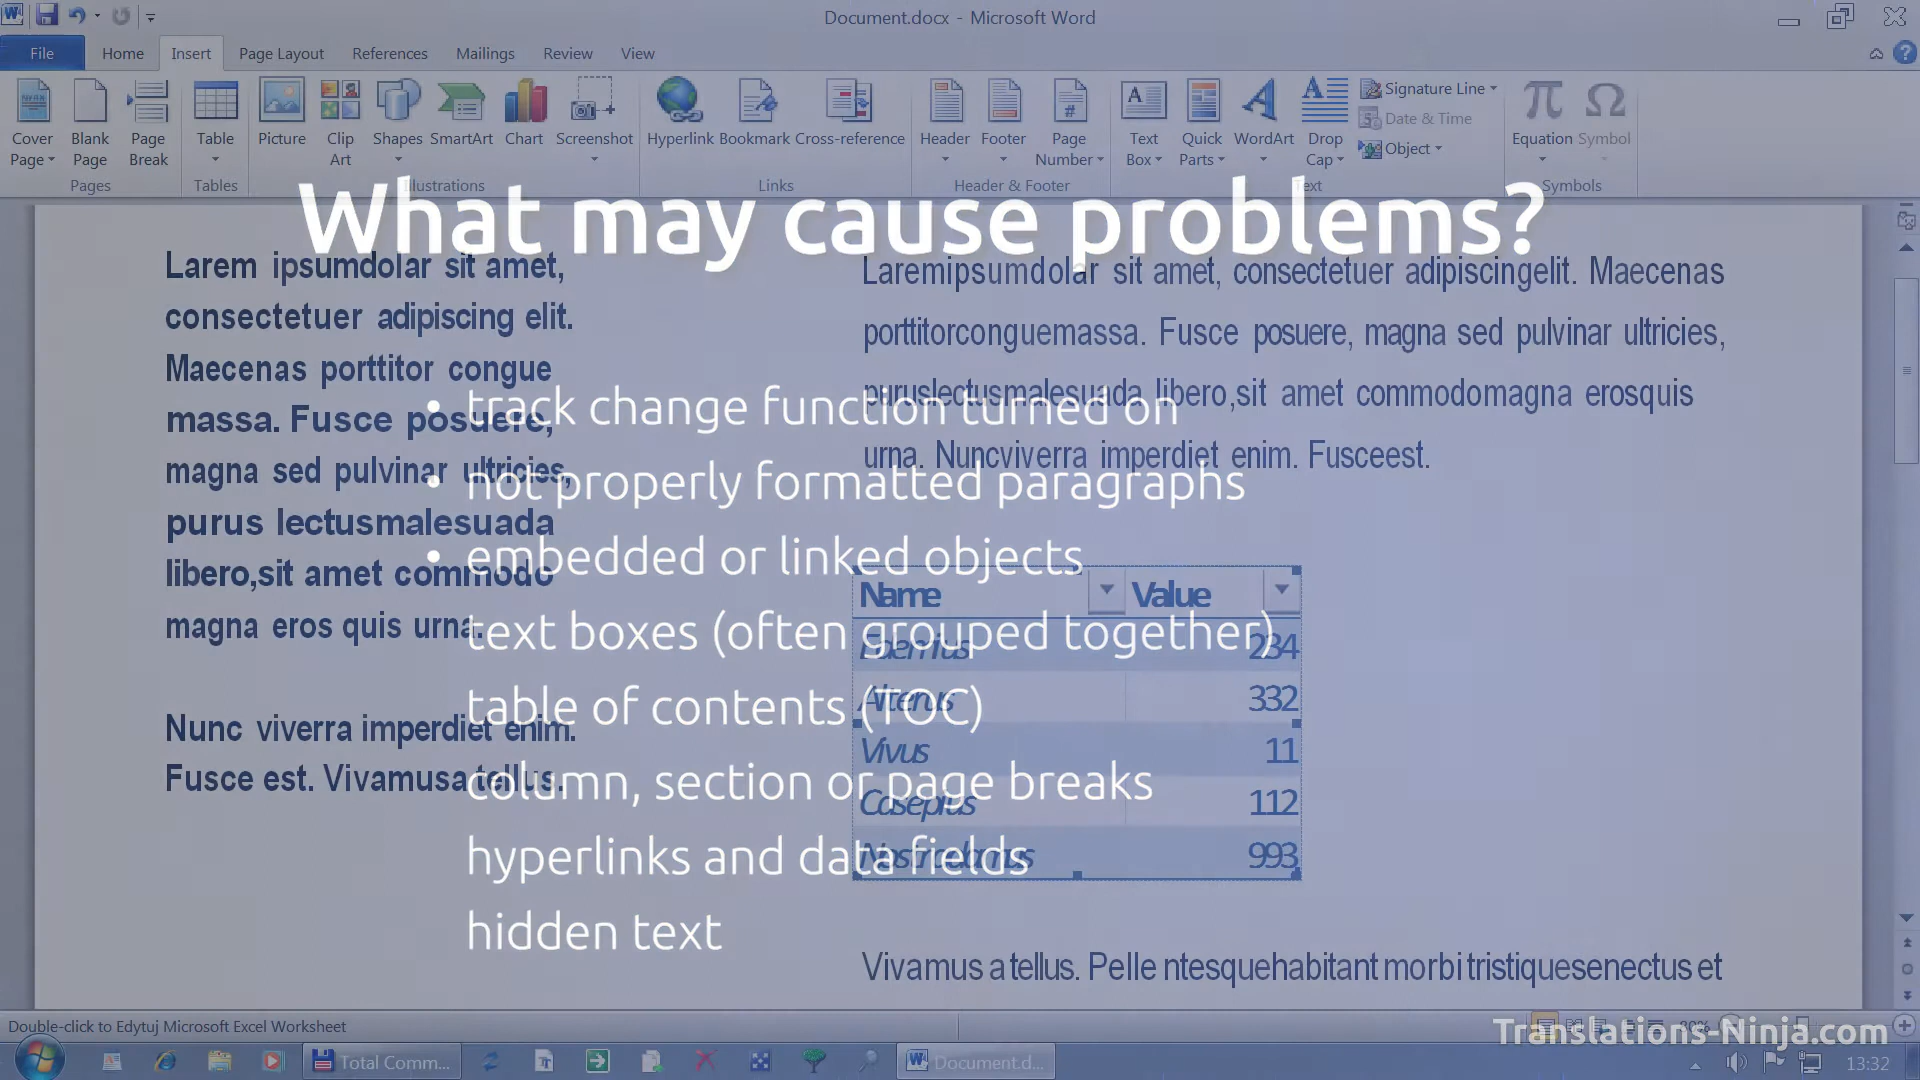 Document.docx - Microsoft Word
File Home Insert Page Layout References Mailings Review View
Cover Page
Blank Page
Page Break
Table
Picture
Clip Art
Shapes
SmartArt
Chart
Screenshot
Hyperlink
Bookmark
Cross-reference
Header
Footer
Page Number
Text Box
Quick Parts
WordArt
Drop Cap
Signature Line
Date & Time
Object
Equation
Symbol
Pages Tables Illustrations Links Header & Footer Text Symbols
What may cause problems?
• track change function turned on
• not properly formatted paragraphs
• embedded or linked objects
text boxes (often grouped together)
table of contents (TOC)
column, section or page breaks
hyperlinks and data fields
hidden text
Larem ipsumdolar sit amet,
consectetuer adipiscing elit.
Maecenas porttitor congue
massa. Fusce posuere,
magna sed pulvinar ultricies,
purus lectusmalesuada
libero,sit amet commodo
magna eros quis urna.
Nunc viverra imperdiet enim.
Fusce est. Vivamusa tellus.
Laremipsumdolar sit amet, consectetuer adipiscingelit. Maecenas
porttitorconguemassa. Fusce posuere, magna sed pulvinar ultricies,
puruslectusmalesuada libero,sit amet commodomagna erosquis
urna. Nuncviverra imperdiet enim. Fusceest.
Name Value
234
332
Vivus 11
Casepius 112
Nostradamus 993
Vivamus a tellus. Pelle ntesquehabitant morbi tristiquesenectus et
Double-click to Edytuj Microsoft Excel Worksheet
Translations-Ninja.com
Total Comm...
Document.d...
13:32